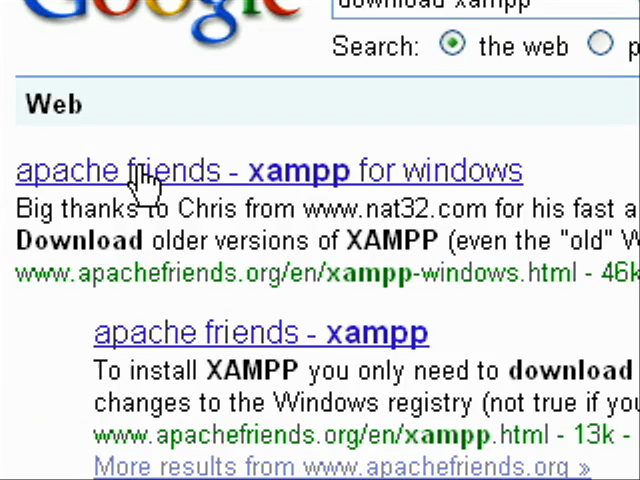 Google
download xampp
Search: the web p
Web
apache friends - xampp for windows
Big thanks to Chris from www.nat32.com for his fast a
Download older versions of XAMPP (even the "old" W
www.apachefriends.org/en/xampp-windows.html - 46k
apache friends - xampp
To install XAMPP you only need to download
changes to the Windows registry (not true if you
www.apachefriends.org/en/xampp.html - 13k -
More results from www.apachefriends.org »